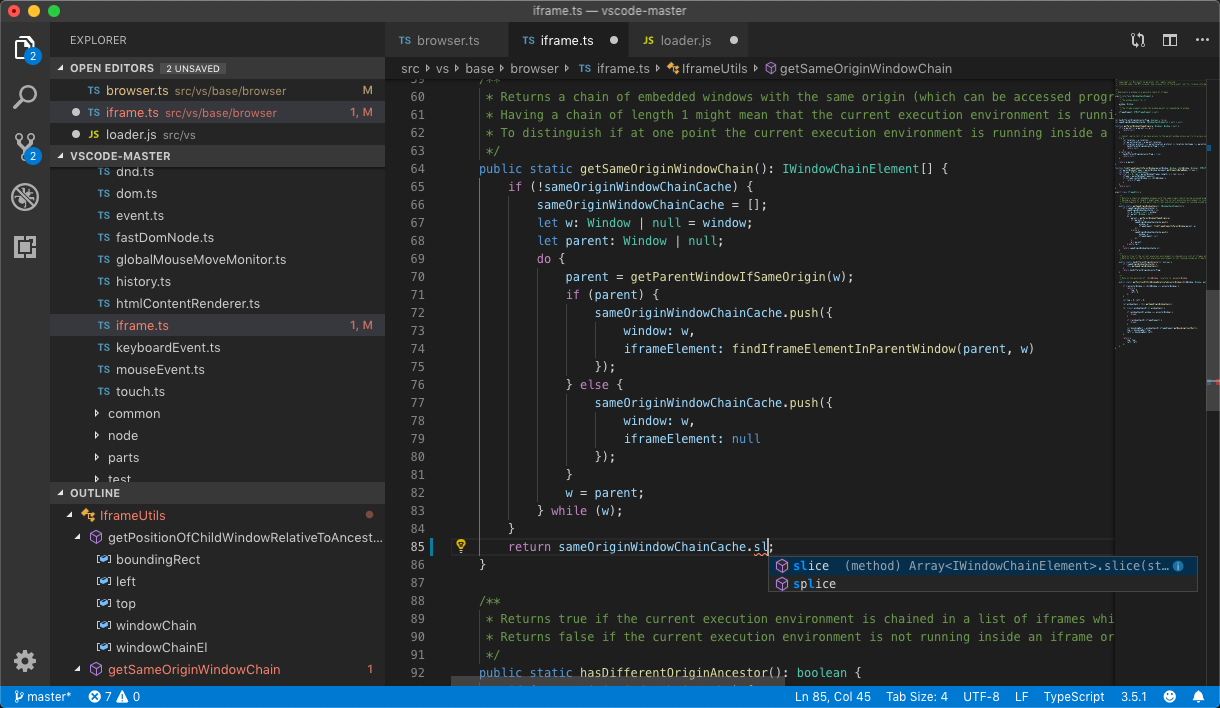 iframe.ts — vscode-master
EXPLORER
OPEN EDITORS 2 UNSAVED
TS browser.ts src/vs/base/browser M
TS iframe.ts src/vs/base/browser 1, M
JS loader.js src/vs
VSCODE-MASTER
TS dnd.ts
TS dom.ts
TS event.ts
TS fastDomNode.ts
TS globalMouseMoveMonitor.ts
TS history.ts
TS htmlContentRenderer.ts
TS iframe.ts 1, M
TS keyboardEvent.ts
TS mouseEvent.ts
TS touch.ts
common
node
parts
test
OUTLINE
IframeUtils
getPositionOfChildWindowRelativeToAncest...
boundingRect
left
top
windowChain
windowChainEl
getSameOriginWindowChain 1
2
2
TS browser.ts TS iframe.ts JS loader.js
src vs base browser TS iframe.ts IframeUtils getSameOriginWindowChain
59 /**
60 * Returns a chain of embedded windows with the same origin (which can be accessed progr
61 * Having a chain of length 1 might mean that the current execution environment is runni
62 * To distinguish if at one point the current execution environment is running inside a
63 */
64 public static getSameOriginWindowChain(): IWindowChainElement[] {
65 if (!sameOriginWindowChainCache) {
66 sameOriginWindowChainCache = [];
67 let w: Window | null = window;
68 let parent: Window | null;
69 do {
70 parent = getParentWindowIfSameOrigin(w);
71 if (parent) {
72 sameOriginWindowChainCache.push({
73 window: w,
74 iframeElement: findIframeElementInParentWindow(parent, w)
75 });
76 } else {
77 sameOriginWindowChainCache.push({
78 window: w,
79 iframeElement: null
80 });
81 }
82 w = parent;
83 } while (w);
84 }
85 return sameOriginWindowChainCache.sl;
86 }
slice (method) Array<IWindowChainElement>.slice(st...
splice
87
88 /**
89 * Returns true if the current execution environment is chained in a list of iframes whi
90 * Returns false if the current execution environment is not running inside an iframe or
91 */
92 public static hasDifferentOriginAncestor(): boolean {
master* 7 0 Ln 85, Col 45 Tab Size: 4 UTF-8 LF TypeScript 3.5.1